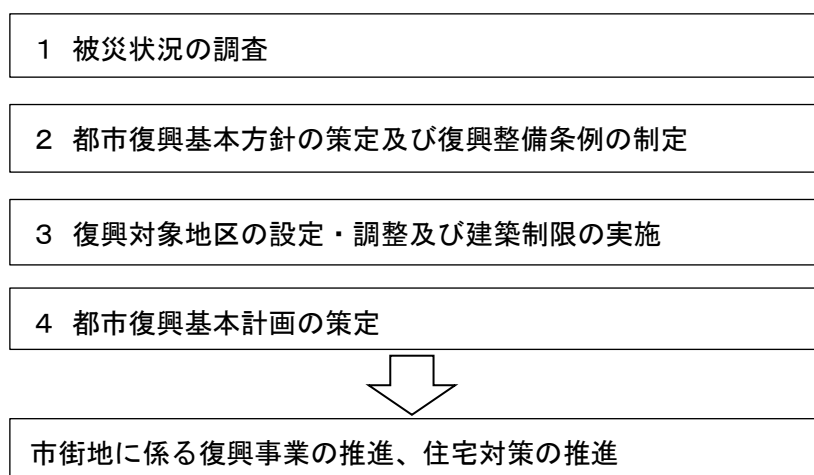 １ 被災状況の調査
２ 都市復興基本方針の策定及び復興整備条例の制定
３ 復興対象地区の設定・調整及び建築制限の実施
４ 都市復興基本計画の策定
市街地に係る復興事業の推進、住宅対策の推進